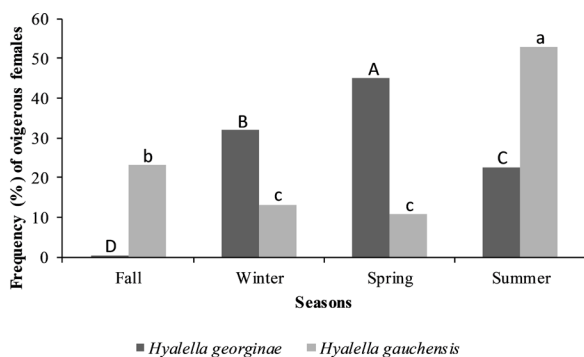 Frequency (%) of ovigerous females
60
50
40
30
20
10
0
D
b
B
c
A
c
C
a
Fall Winter Spring Summer
Seasons
Hyalella georginae Hyalella gauchensis